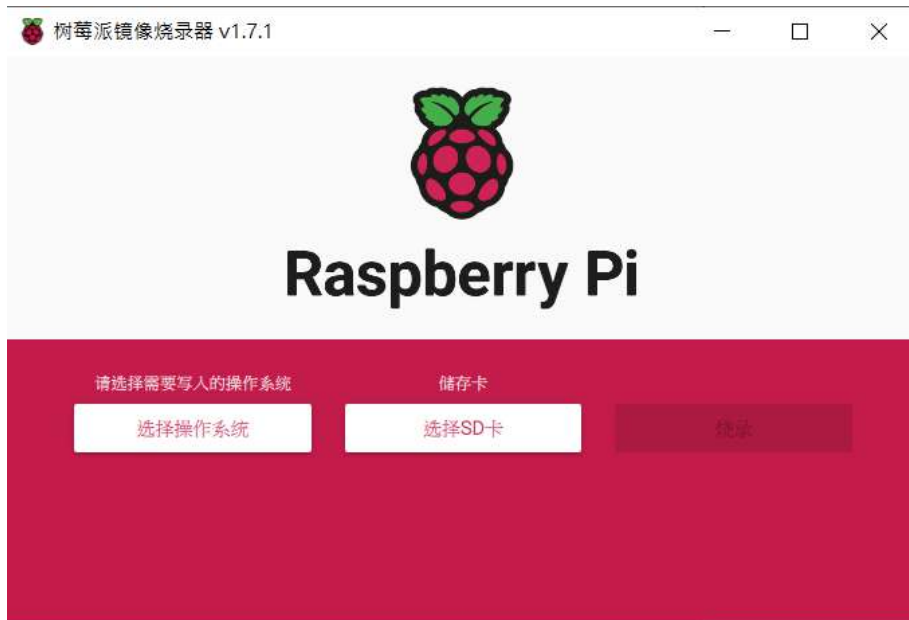 树莓派镜像烧录器 v1.7.1
Raspberry Pi
请选择需要写入的操作系统
储存卡
选择操作系统
选择SD卡
烧录